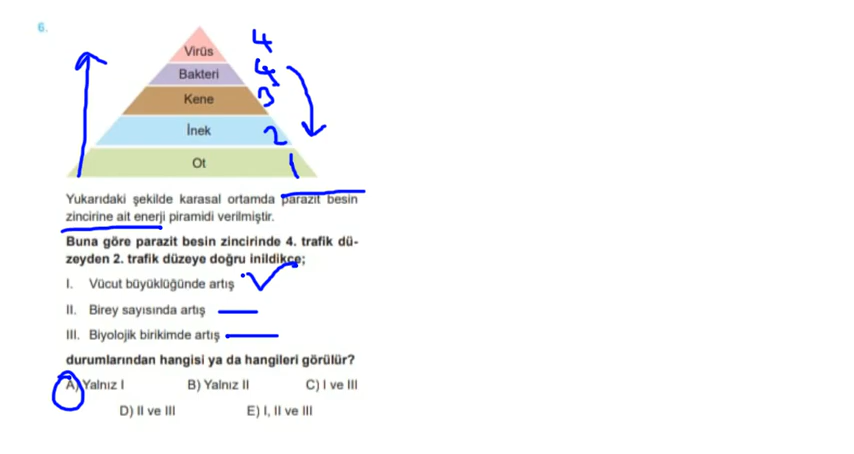 6.
Virüs 4
Bakteri 4
Kene 3
İnek 2
Ot 1
Yukarıdaki şekilde karasal ortamda parazit besin
zincirine ait enerji piramidi verilmiştir.
Buna göre parazit besin zincirinde 4. trafik dü-
zeyden 2. trafik düzeye doğru inildikçe;
I. Vücut büyüklüğünde artış
II. Birey sayısında artış
III. Biyolojik birikimde artış
durumlarından hangisi ya da hangileri görülür?
A) Yalnız I B) Yalnız II C) I ve III
D) II ve III E) I, II ve III